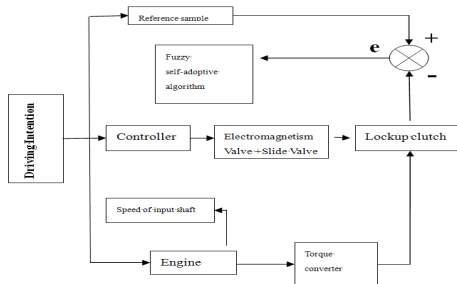 Reference sample
+
e
Fuzzy
self-adoptive
algorithm
−
Driving Intention
Controller
Electromagnetism
Valve+Slide Valve
Lockup clutch
Speed of input shaft
Engine
Torque
converter